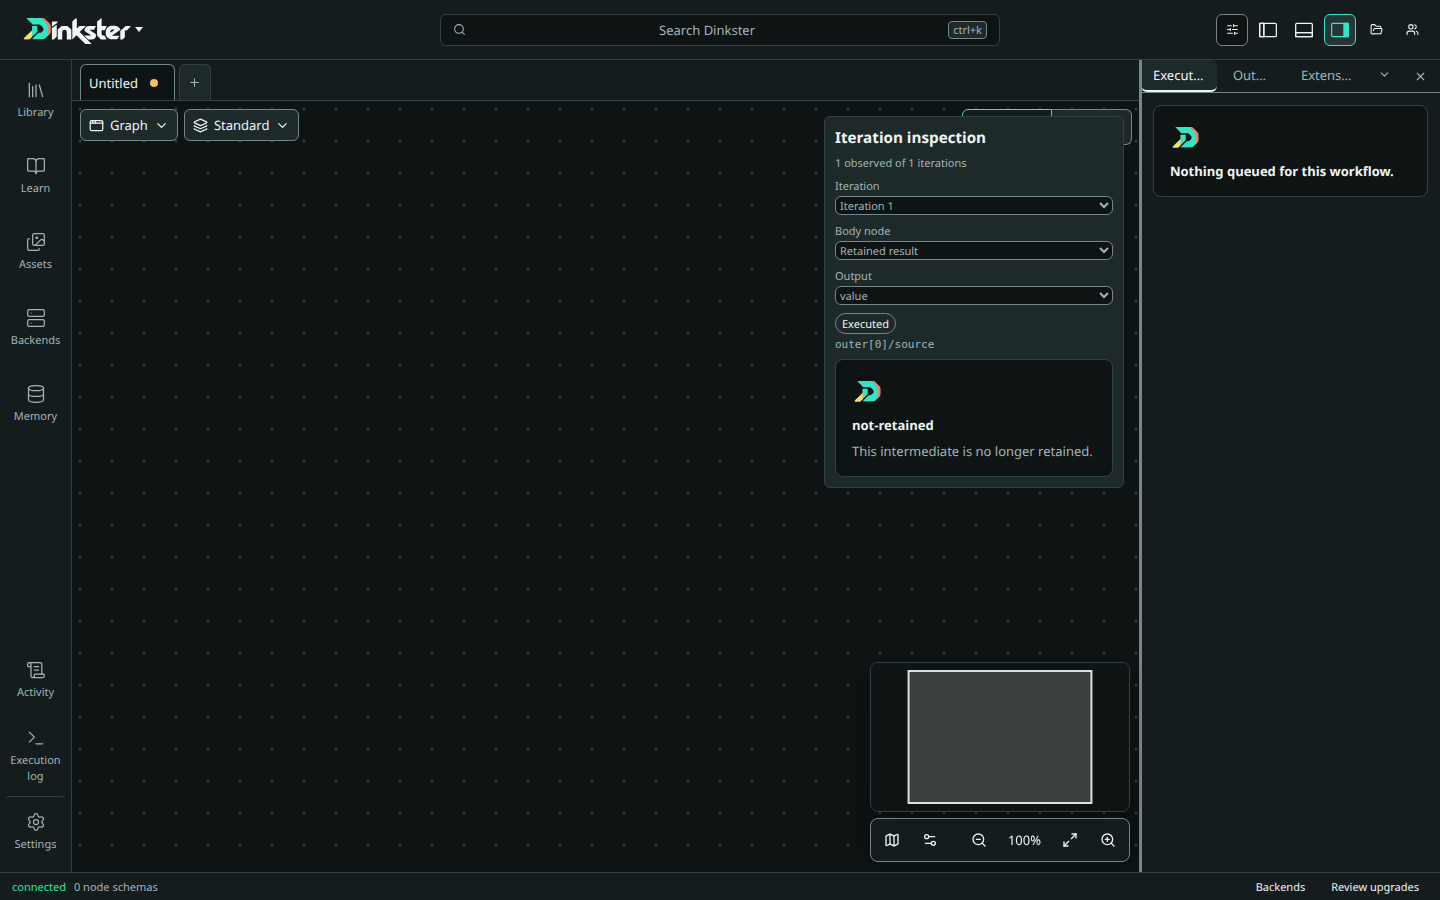 Dinkster
Search Dinkster
ctrl+k
Untitled
Execut...
Out...
Extens...
Library
Learn
Assets
Backends
Memory
Activity
Execution
log
Settings
Graph
Standard
Iteration inspection
1 observed of 1 iterations
Iteration
Iteration 1
Body node
Retained result
Output
value
Executed
outer[0]/source
not-retained
This intermediate is no longer retained.
Nothing queued for this workflow.
100%
connected
0 node schemas
Backends
Review upgrades